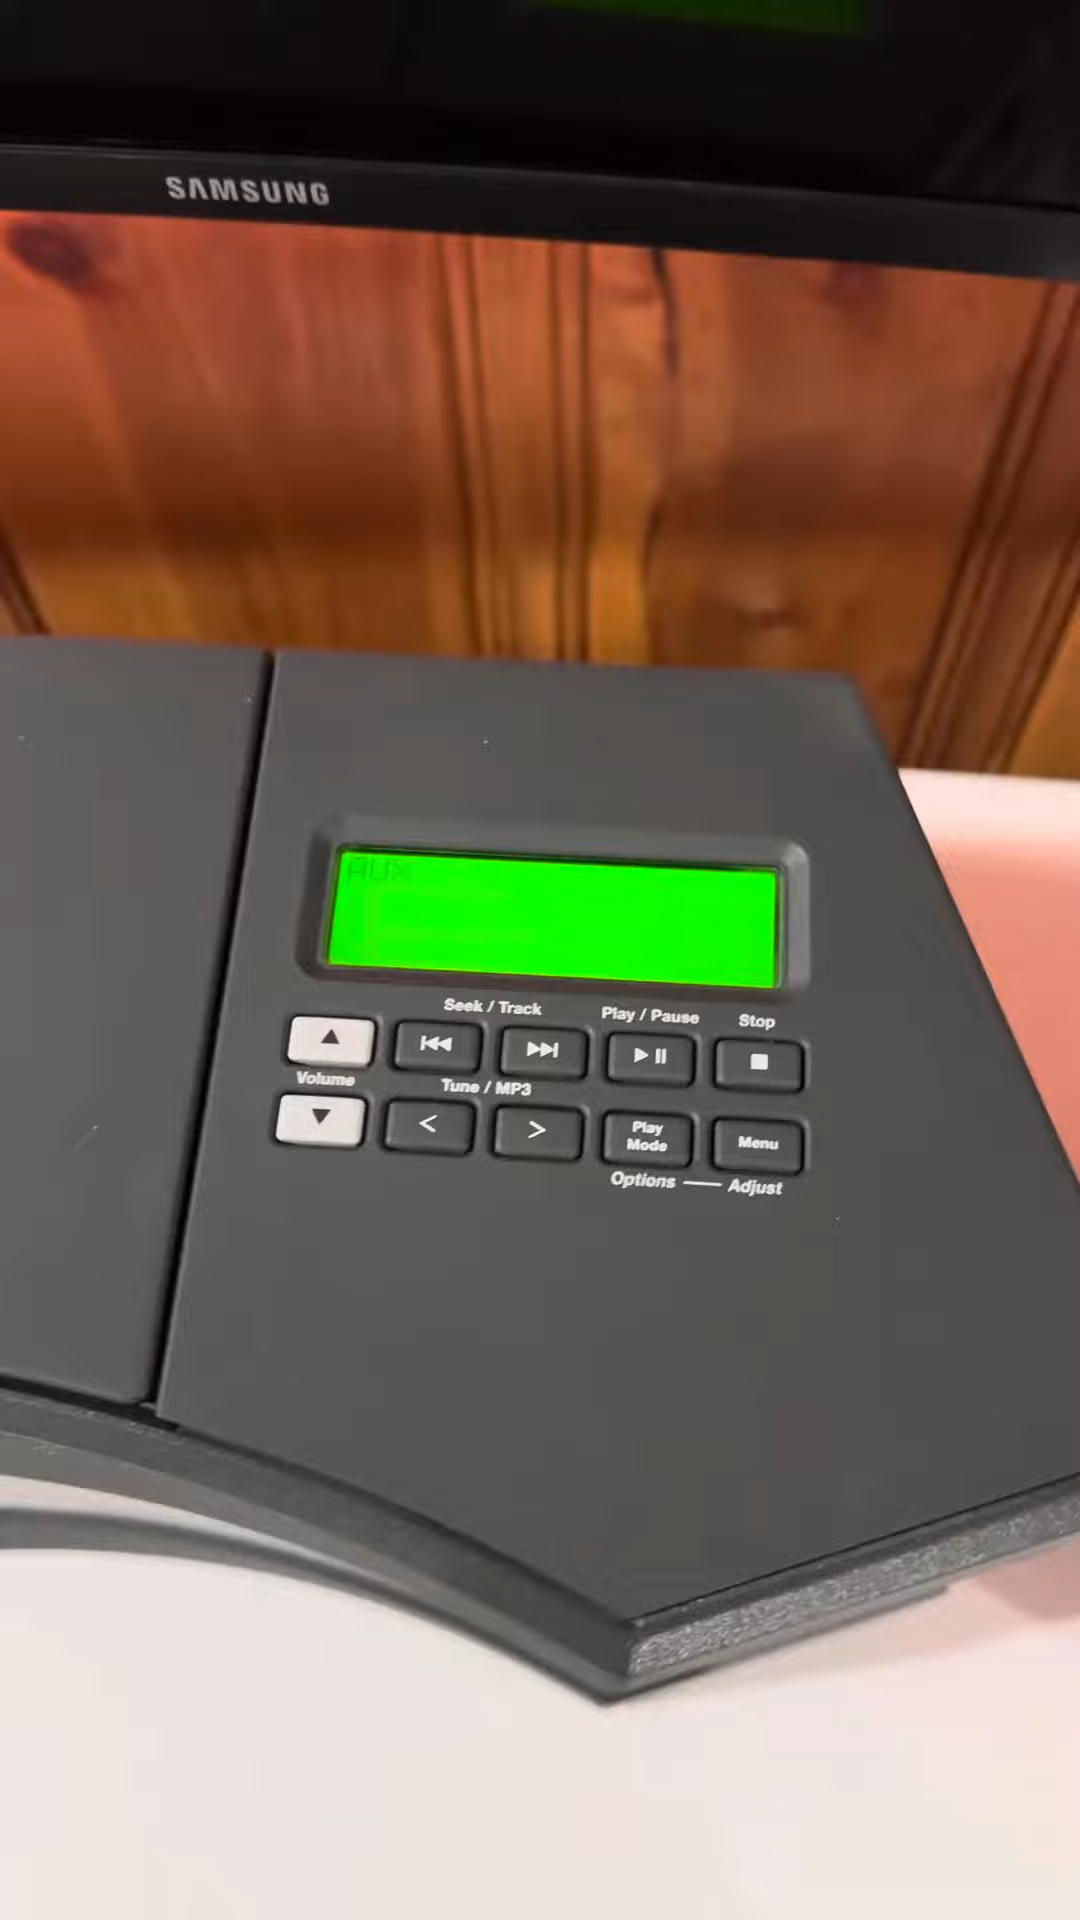 SAMSUNG
AUX
Seek / Track
Play / Pause
Stop
Volume
Tune / MP3
Play
Mode
Menu
Options
Adjust